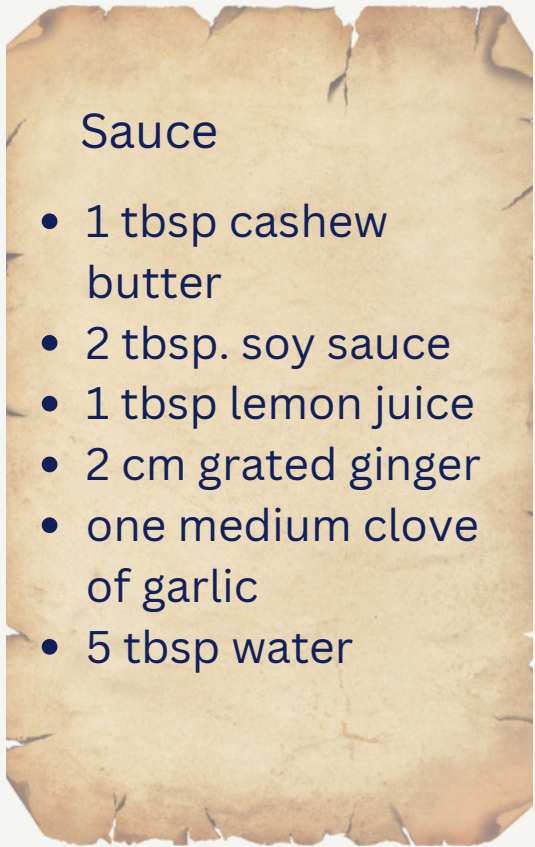 Sauce
• 1 tbsp cashew
butter
• 2 tbsp. soy sauce
• 1 tbsp lemon juice
• 2 cm grated ginger
• one medium clove
of garlic
• 5 tbsp water